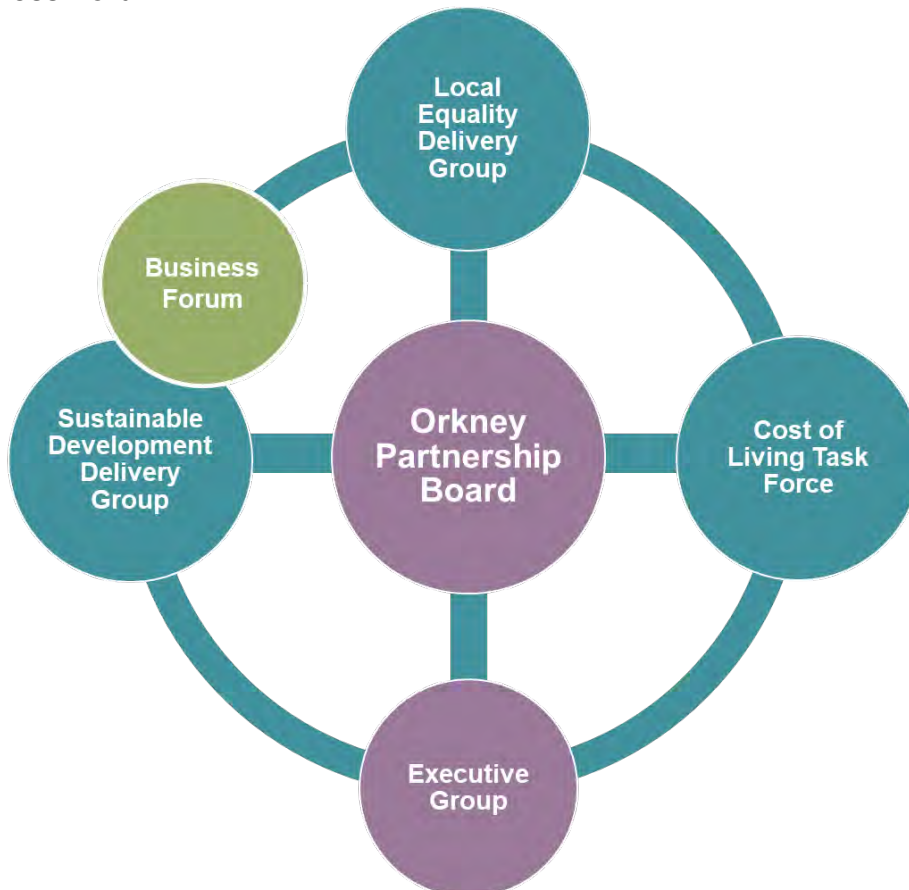 Local
Equality
Delivery
Group
Business
Forum
Sustainable
Development
Delivery
Group
Orkney
Partnership
Board
Cost of
Living Task
Force
Executive
Group